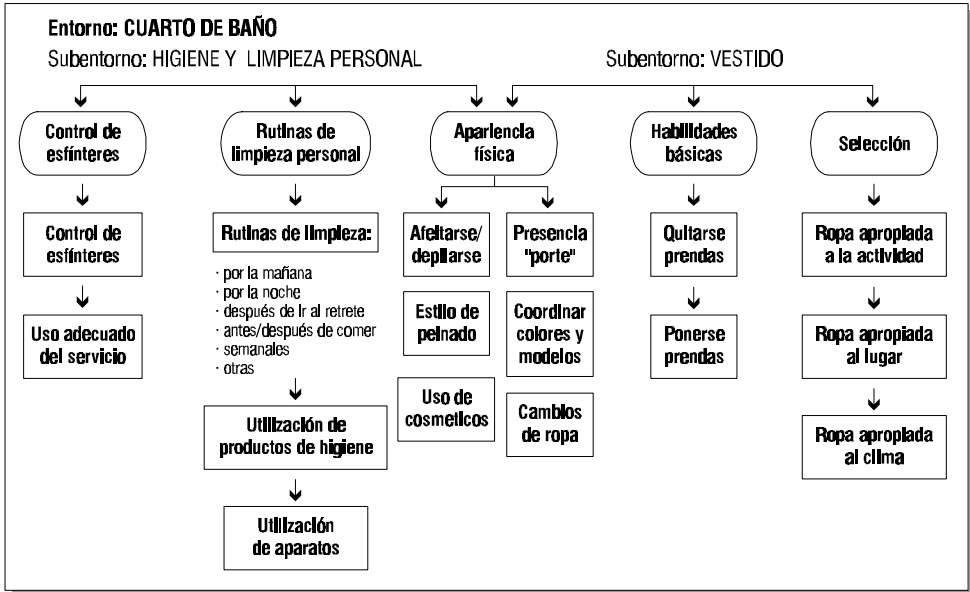 Entorno: CUARTO DE BAÑO
Subentorno: HIGIENE Y LIMPIEZA PERSONAL
Subentorno: VESTIDO
Control de
esfínteres
Rutinas de
limpieza personal
Apariencia
física
Habilidades
básicas
Selección
Control de
esfínteres
Uso adecuado
del servicio
Rutinas de limpieza:
· por la mañana
· por la noche
· después de ir al retrete
· antes/después de comer
· semanales
· otras
Utilización de
productos de higiene
Utilización
de aparatos
Afeitarse/
depilarse
Estilo de
peinado
Uso de
cosmeticos
Presencia
"porte"
Coordinar
colores y
modelos
Cambios
de ropa
Quitarse
prendas
Ponerse
prendas
Ropa apropiada
a la actividad
Ropa apropiada
al lugar
Ropa apropiada
al clima